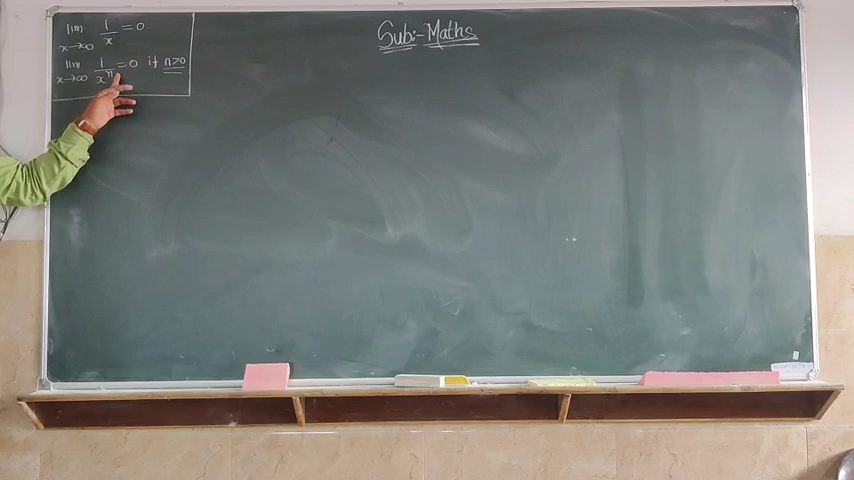 Sub:- Maths
lim x→∞ 1/x = 0
lim x→∞ 1/xⁿ = 0 if n>0